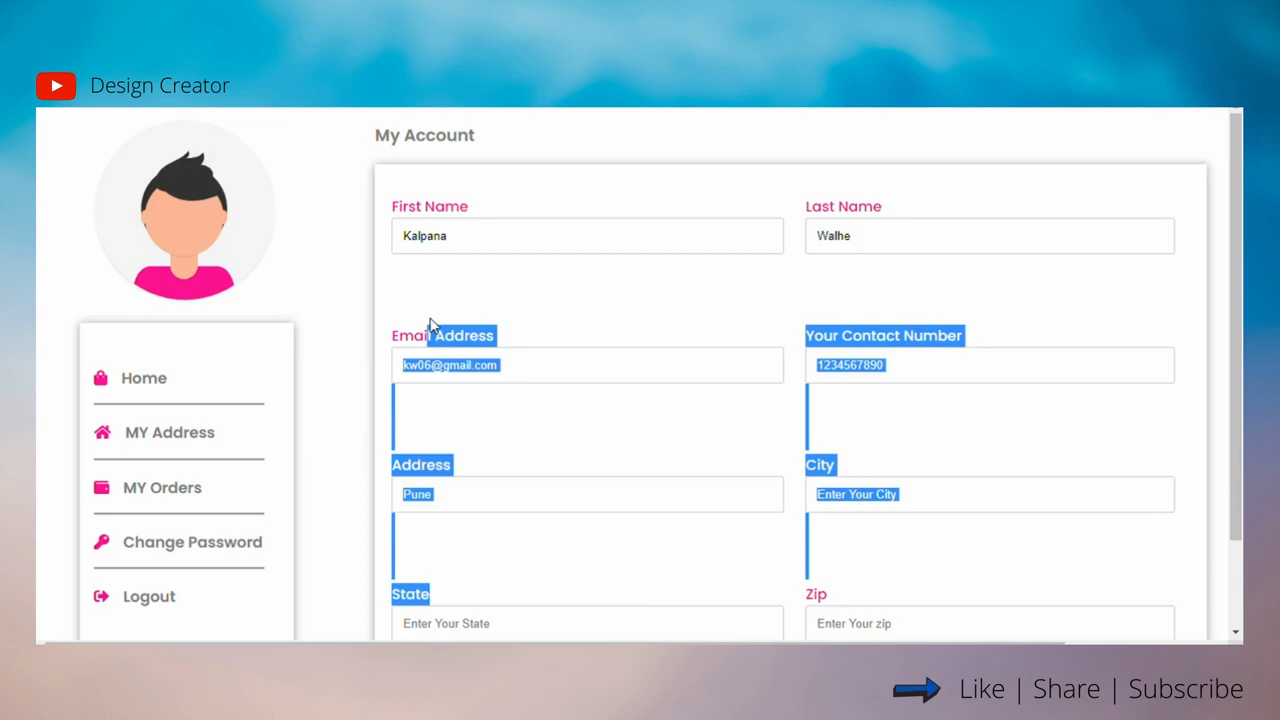 Design Creator
My Account
First Name
Last Name
Kalpana
Walhe
Email Address
Your Contact Number
kw06@gmail.com
1234567890
Home
MY Address
MY Orders
Change Password
Logout
Address
City
Pune
Enter Your City
State
Zip
Enter Your State
Enter Your zip
Like | Share | Subscribe